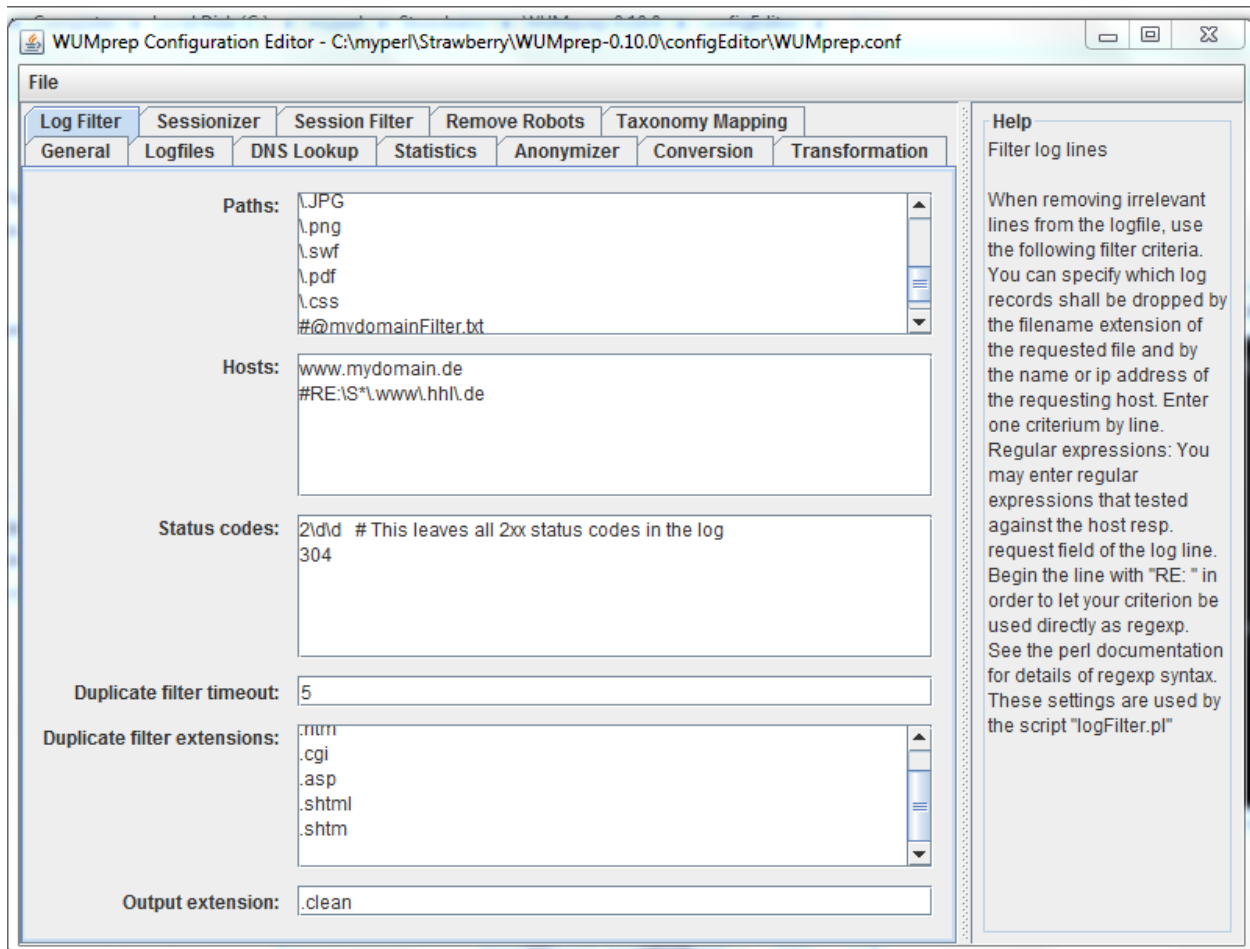 WUMprep Configuration Editor - C:\myperl\Strawberry\WUMprep-0.10.0\configEditor\WUMprep.conf
File
Log Filter Sessionizer Session Filter Remove Robots Taxonomy Mapping
General Logfiles DNS Lookup Statistics Anonymizer Conversion Transformation
Paths:
\.JPG
\.png
\.swf
\.pdf
\.css
#@mydomainFilter.txt
Hosts:
www.mydomain.de
#RE:\S*\.www\.hhl\.de
Status codes:
2\d\d # This leaves all 2xx status codes in the log
304
Duplicate filter timeout:
5
Duplicate filter extensions:
.htm
.cgi
.asp
.shtml
.shtm
Output extension:
.clean
Help
Filter log lines
When removing irrelevant
lines from the logfile, use
the following filter criteria.
You can specify which log
records shall be dropped by
the filename extension of
the requested file and by
the name or ip address of
the requesting host. Enter
one criterium by line.
Regular expressions: You
may enter regular
expressions that tested
against the host resp.
request field of the log line.
Begin the line with "RE: " in
order to let your criterion be
used directly as regexp.
See the perl documentation
for details of regexp syntax.
These settings are used by
the script "logFilter.pl"